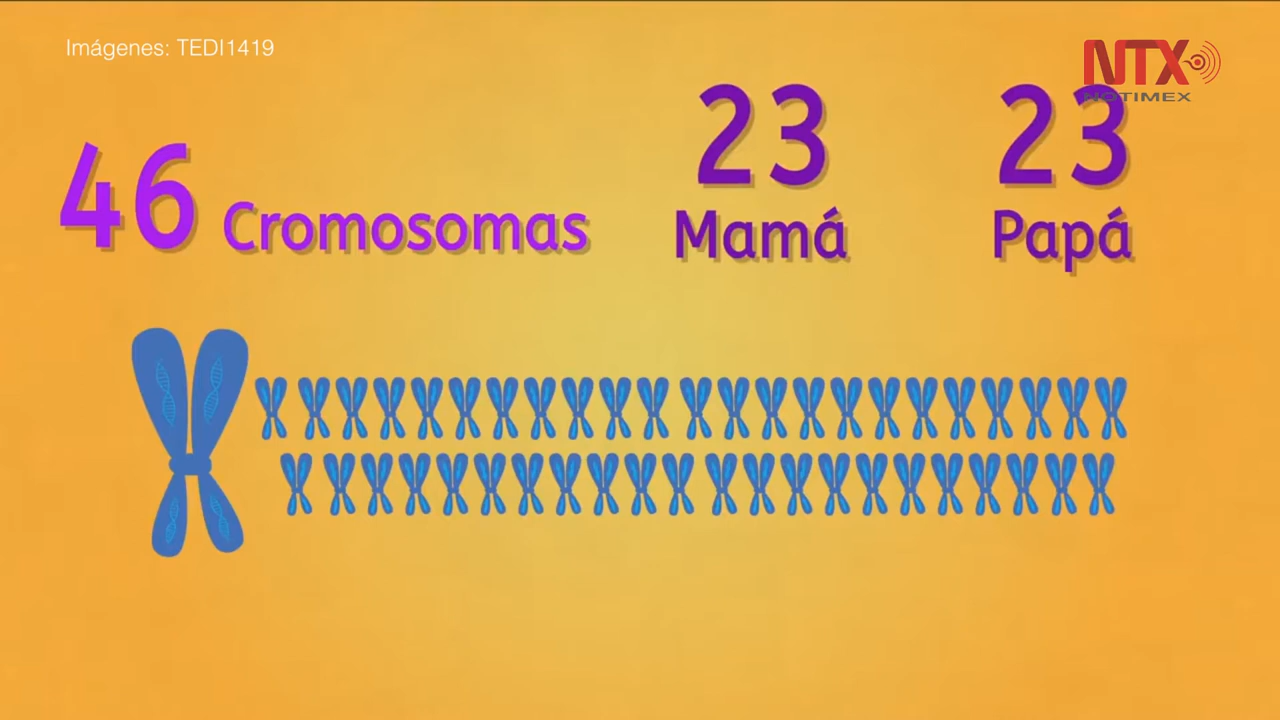 Imágenes: TEDI1419
NTX
NOTIMEX
46 Cromosomas
23
Mamá
23
Papá